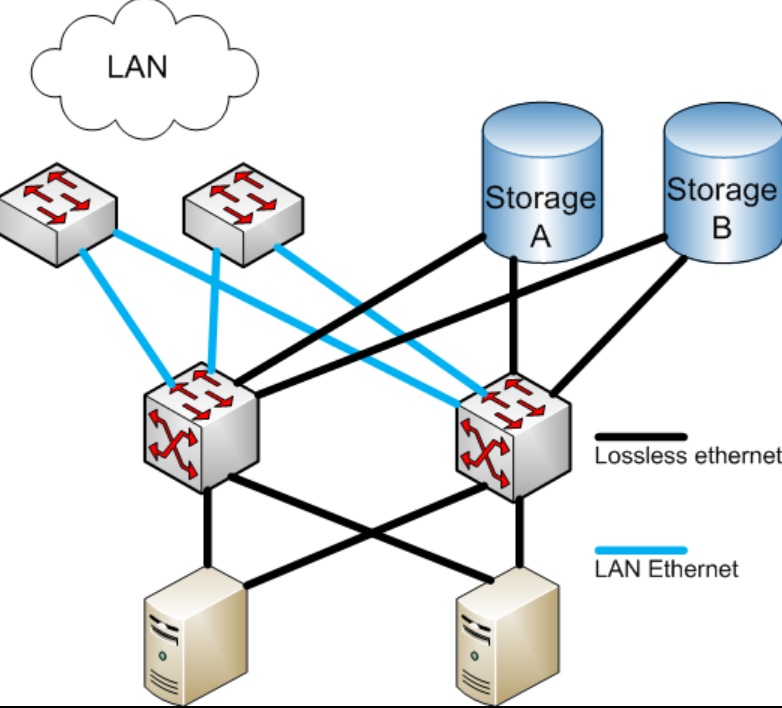 LAN
Storage
A
Storage
B
Lossless ethernet
LAN Ethernet